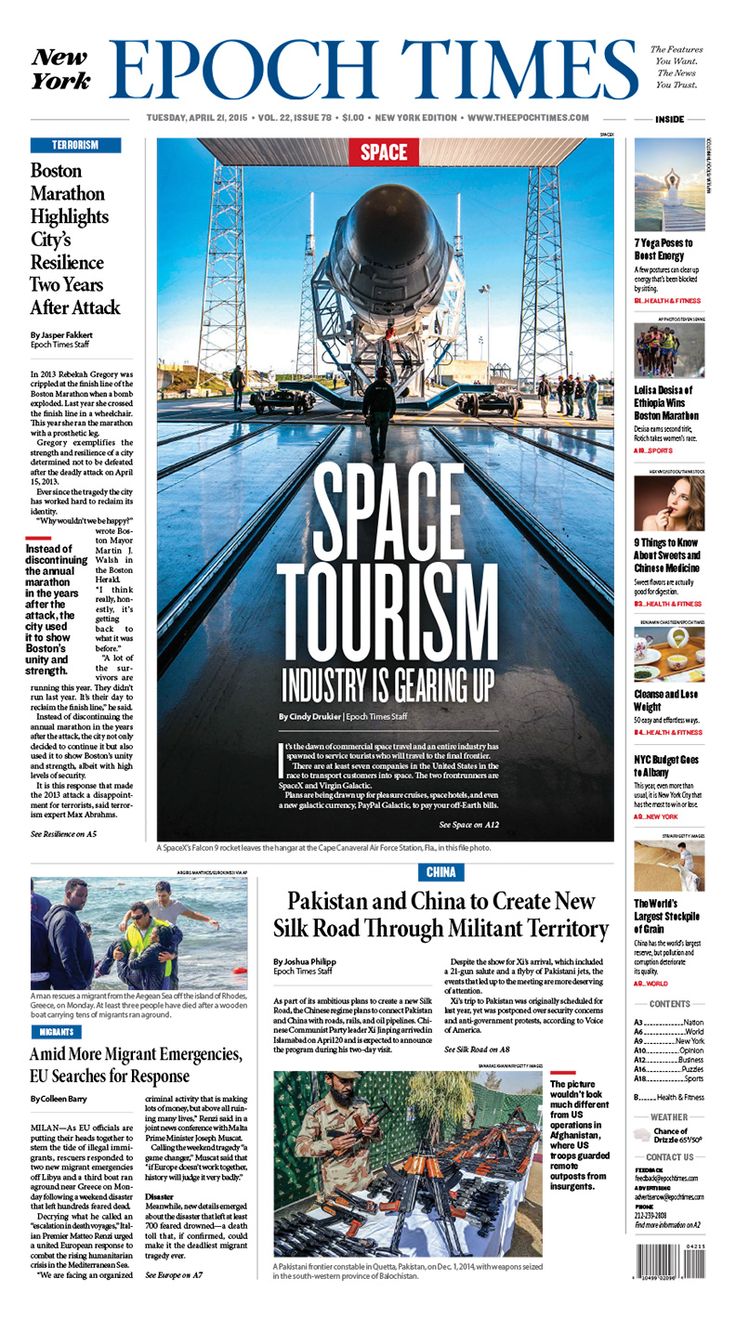 New
York
EPOCH TIMES
The Features
You Want.
The News
You Trust.
TUESDAY, APRIL 21, 2015 • VOL. 22, ISSUE 78 • $1.00 • NEW YORK EDITION • WWW.THEEPOCHTIMES.COM
INSIDE
TERRORISM
Boston
Marathon
Highlights
City's
Resilience
Two Years
After Attack
By Jasper Fakkert
Epoch Times Staff
In 2013 Rebekah Gregory was
crippled at the finish line of the
Boston Marathon when a bomb
exploded. Last year she crossed
the finish line in a wheelchair.
This year she ran the marathon
with a prosthetic leg.
Gregory exemplifies the
strength and resilience of a city
determined not to be defeated
after the deadly attack on April
15, 2013.
Ever since the tragedy the city
has worked hard to reclaim its
identity.
"Why wouldn't we be happy?"
wrote Bos-
ton Mayor
Martin J.
Walsh in
the Boston
Herald.
"I think
really, hon-
estly, it's
getting
back to
what it was
before."
"A lot of
the sur-
vivors are
running this year. They didn't
run last year. It's their day to
reclaim the finish line," he said.
Instead of discontinuing the
annual marathon in the years
after the attack, the city not only
decided to continue it but also
used it to show Boston's unity
and strength, albeit with high
levels of security.
It is this response that made
the 2013 attack a disappoint-
ment for terrorists, said terror-
ism expert Max Abrahms.
See Resilience on A5
Instead of
discontinuing
the annual
marathon
in the years
after the
attack, the
city used
it to show
Boston's
unity and
strength.
SPACEX
SPACE
SPACE
TOURISM
INDUSTRY IS GEARING UP
By Cindy Drukier | Epoch Times Staff
It's the dawn of commercial space travel and an entire industry has
spawned to service tourists who will travel to the final frontier.
There are at least seven companies in the United States in the
race to transport customers into space. The two frontrunners are
SpaceX and Virgin Galactic.
Plans are being drawn up for pleasure cruises, space hotels, and even
a new galactic currency, PayPal Galactic, to pay your off-Earth bills.
See Space on A12
A SpaceX's Falcon 9 rocket leaves the hangar at the Cape Canaveral Air Force Station, Fla., in this file photo.
7 Yoga Poses to
Boost Energy
A few postures can clear up
energy that's been blocked
by sitting.
B1...HEALTH & FITNESS
AP PHOTO/STEVEN SENNE
Lelisa Desisa of
Ethiopia Wins
Boston Marathon
Desisa earns second title,
Rotich takes women's race.
A19...SPORTS
9 Things to Know
About Sweets and
Chinese Medicine
Sweet flavors are actually
good for digestion.
B3...HEALTH & FITNESS
BENJAMIN CHASTEEN/EPOCH TIMES
Cleanse and Lose
Weight
50 easy and effortless ways.
B4...HEALTH & FITNESS
NYC Budget Goes
to Albany
This year, even more than
usual, it is New York City that
has the most to win or lose.
A9...NEW YORK
STR/AFP/GETTY IMAGES
The World's
Largest Stockpile
of Grain
China has the world's largest
reserve, but pollution and
corruption deteriorate
its quality.
A8...WORLD
CONTENTS
A3...Nation
A6...World
A9...New York
A10...Opinion
A12...Business
A16...Puzzles
A18...Sports
B...Health & Fitness
WEATHER
Chance of
Drizzle 65°/50°
CONTACT US
FEEDBACK
feedback@epochtimes.com
ADVERTISING
advertisenow@epochtimes.com
PHONE
212-239-2808
Find more information on A2
04215
ARGIRIS MANTIKOS/EUROKINISSI VIA AP
A man rescues a migrant from the Aegean Sea off the island of Rhodes,
Greece, on Monday. At least three people have died after a wooden
boat carrying tens of migrants ran aground.
MIGRANTS
Amid More Migrant Emergencies,
EU Searches for Response
By Colleen Barry
MILAN—As EU officials are
putting their heads together to
stem the tide of illegal immi-
grants, rescuers responded to
two new migrant emergencies
off Libya and a third boat ran
aground near Greece on Mon-
day following a weekend disaster
that left hundreds feared dead.
Decrying what he called an
"escalation in death voyages," Ital-
ian Premier Matteo Renzi urged
a united European response to
combat the rising humanitarian
crisis in the Mediterranean Sea.
"We are facing an organized
criminal activity that is making
lots of money, but above all ruin-
ing many lives," Renzi said in a
joint news conference with Malta
Prime Minister Joseph Muscat.
Calling the weekend tragedy "a
game changer," Muscat said that
"if Europe doesn't work together,
history will judge it very badly."
Disaster
Meanwhile, new details emerged
about the disaster that left at least
700 feared drowned—a death
toll that, if confirmed, could
make it the deadliest migrant
tragedy ever.
See Europe on A7
CHINA
Pakistan and China to Create New
Silk Road Through Militant Territory
By Joshua Philipp
Epoch Times Staff
As part of its ambitious plans to create a new Silk
Road, the Chinese regime plans to connect Pakistan
and China with roads, rails, and oil pipelines. Chi-
nese Communist Party leader Xi Jinping arrived in
Islamabad on April 20 and is expected to announce
the program during his two-day visit.
Despite the show for Xi's arrival, which included
a 21-gun salute and a flyby of Pakistani jets, the
events that led up to the meeting are more deserving
of attention.
Xi's trip to Pakistan was originally scheduled for
last year, yet was postponed over security concerns
and anti-government protests, according to Voice
of America.
See Silk Road on A8
BANARAS KHAN/AFP/GETTY IMAGES
The picture
wouldn't look
much different
from US
operations in
Afghanistan,
where US
troops guarded
remote
outposts from
insurgents.
A Pakistani frontier constable in Quetta, Pakistan, on Dec. 1, 2014, with weapons seized
in the south-western province of Balochistan.